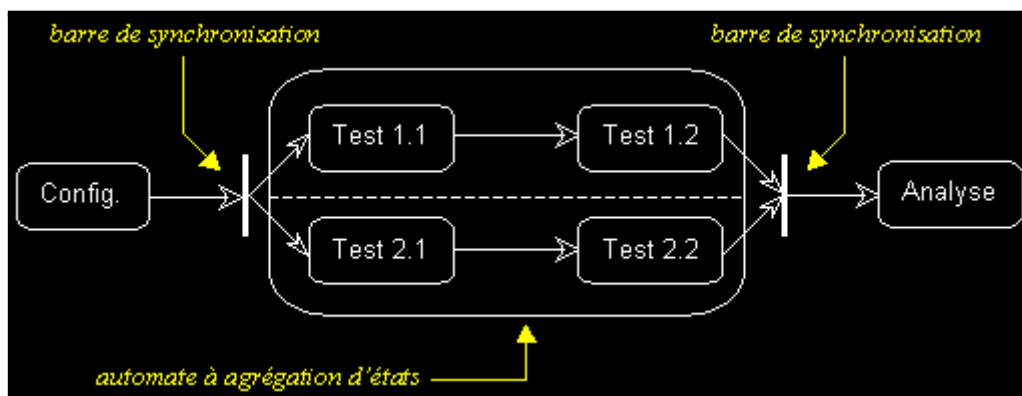 barre de synchronisation
barre de synchronisation
Test 1.1
Test 1.2
Config.
Analyse
Test 2.1
Test 2.2
automate à agrégation d'états